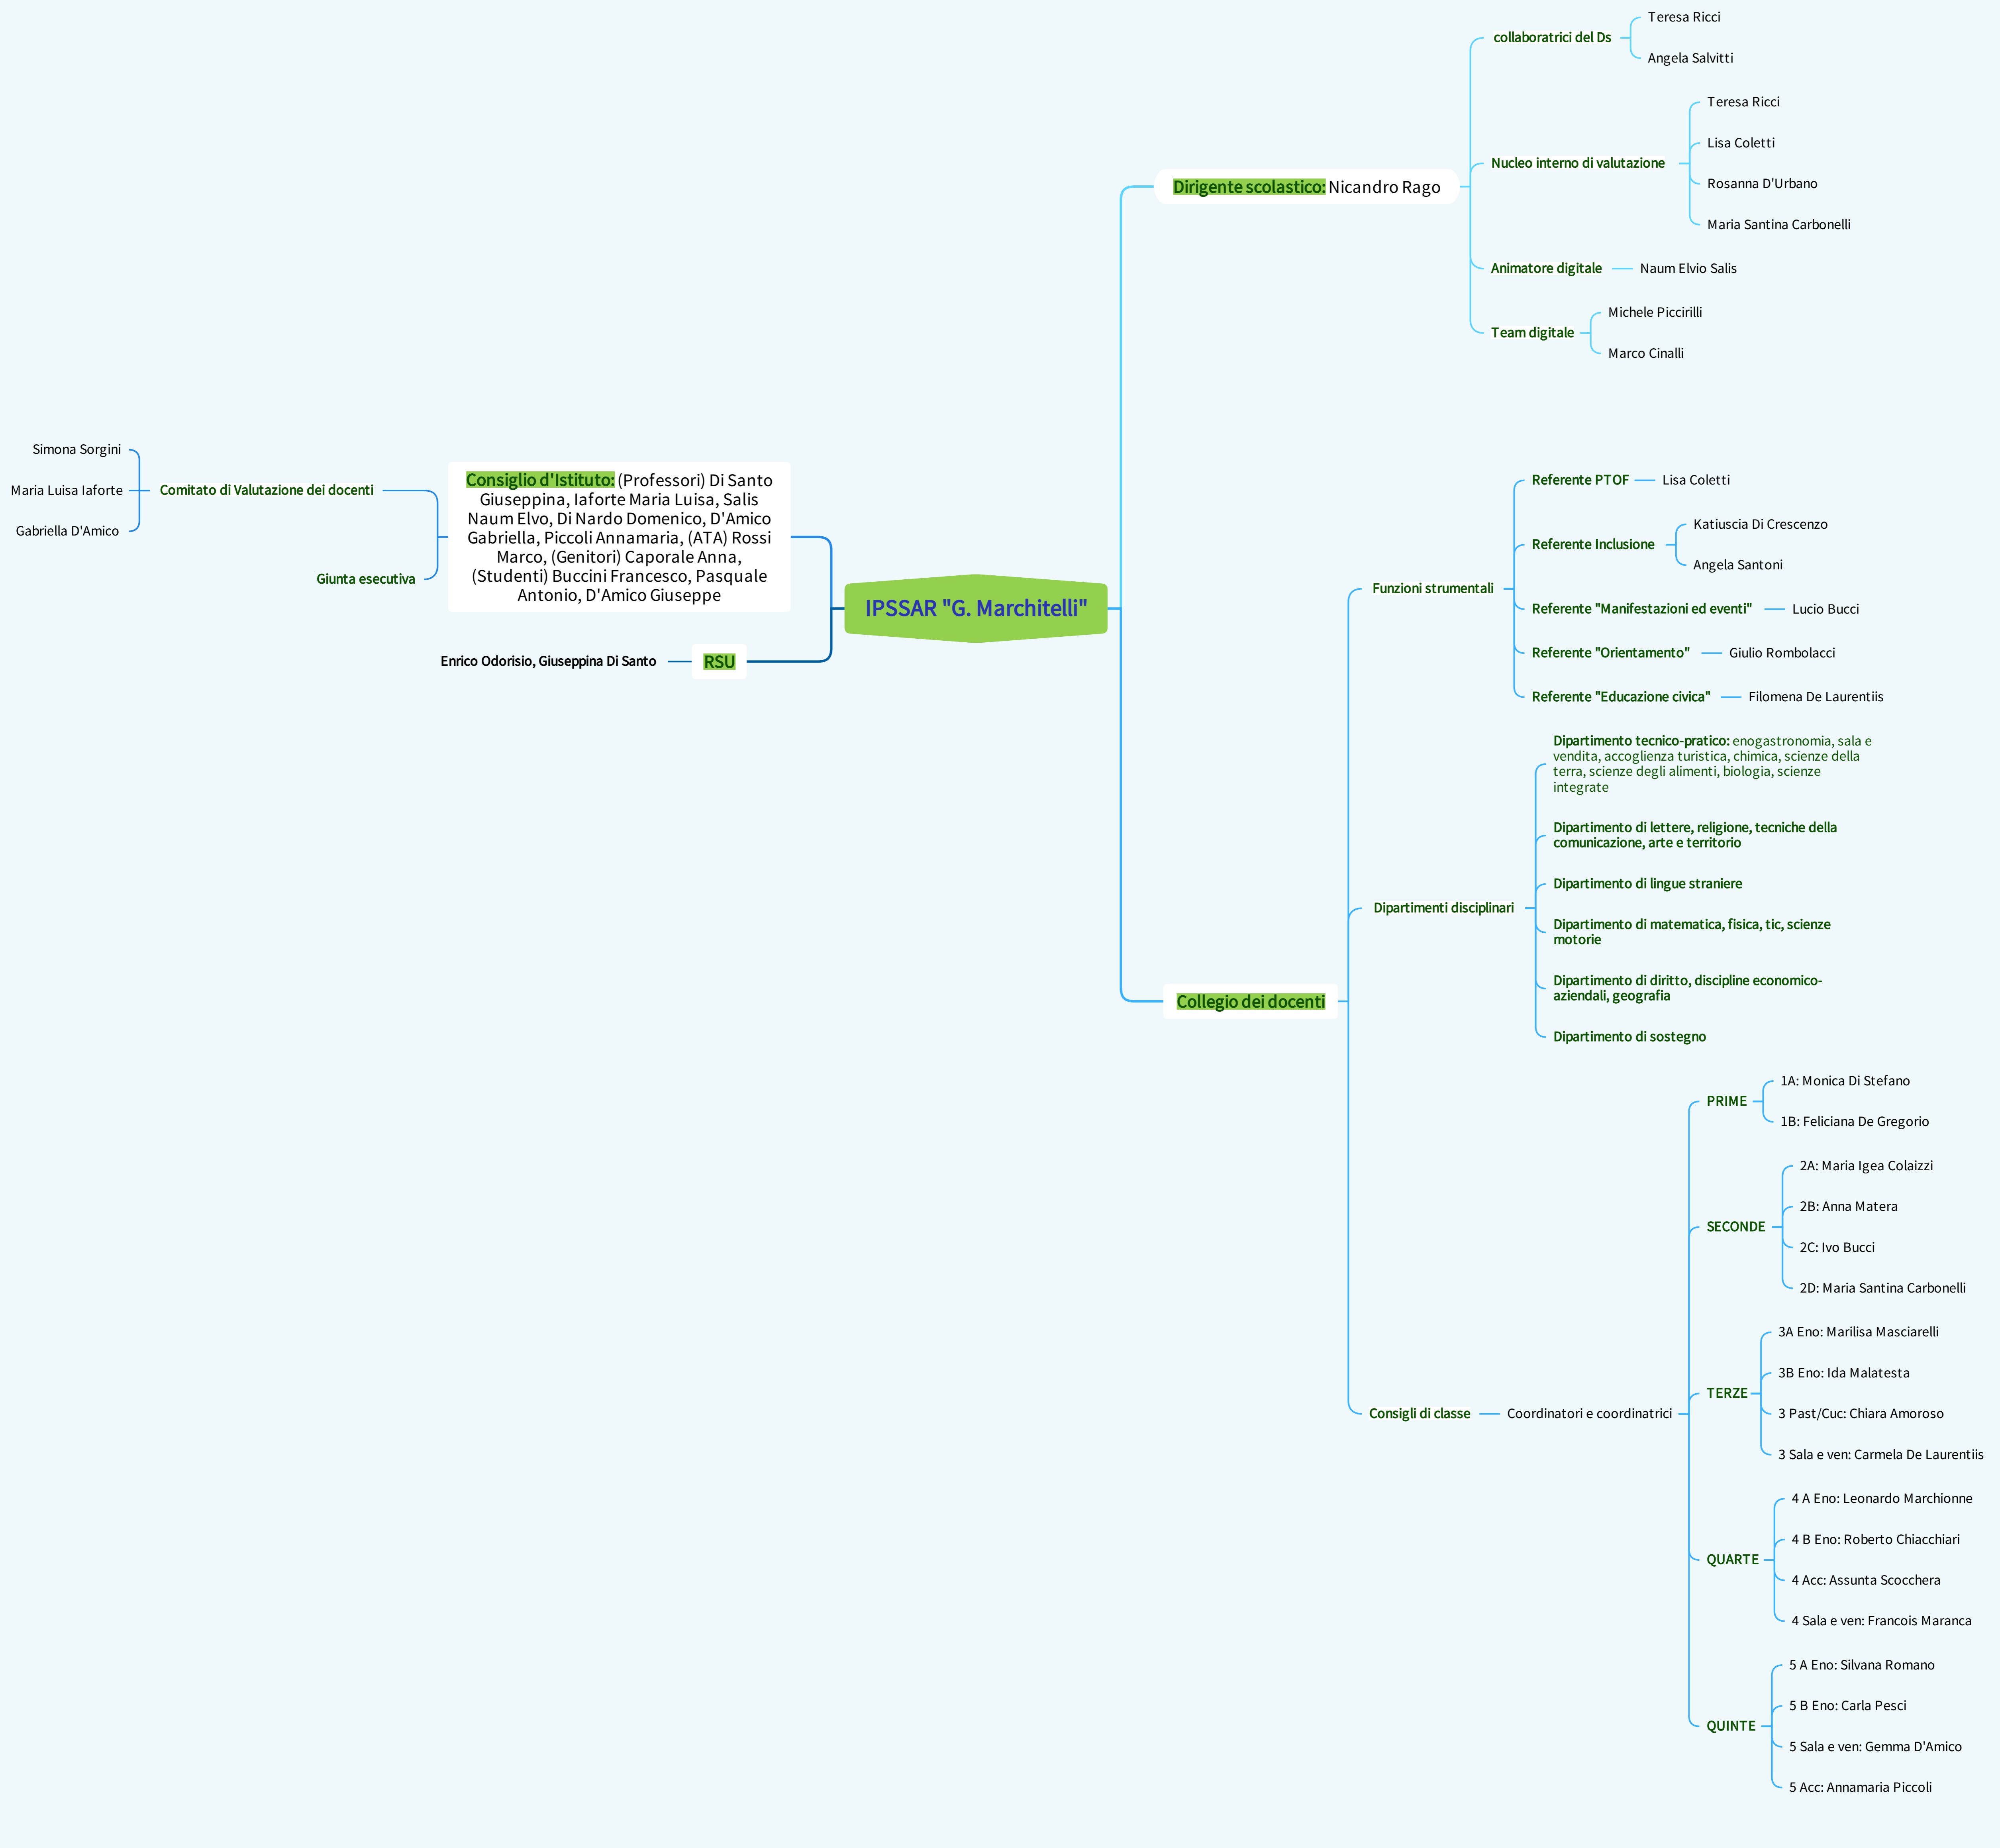 IPSSAR "G. Marchitelli"
Dirigente scolastico: Nicandro Rago
collaboratrici del Ds
Teresa Ricci
Angela Salvitti
Nucleo interno di valutazione
Teresa Ricci
Lisa Coletti
Rosanna D'Urbano
Maria Santina Carbonelli
Animatore digitale
Naum Elvio Salis
Team digitale
Michele Piccirilli
Marco Cinalli
Collegio dei docenti
Funzioni strumentali
Referente PTOF
Lisa Coletti
Referente Inclusione
Katiuscia Di Crescenzo
Angela Santoni
Referente "Manifestazioni ed eventi"
Lucio Bucci
Referente "Orientamento"
Giulio Rombolacci
Referente "Educazione civica"
Filomena De Laurentiis
Dipartimenti disciplinari
Dipartimento tecnico-pratico: enogastronomia, sala e
vendita, accoglienza turistica, chimica, scienze della
terra, scienze degli alimenti, biologia, scienze
integrate
Dipartimento di lettere, religione, tecniche della
comunicazione, arte e territorio
Dipartimento di lingue straniere
Dipartimento di matematica, fisica, tic, scienze
motorie
Dipartimento di diritto, discipline economico-
aziendali, geografia
Dipartimento di sostegno
Consigli di classe
Coordinatori e coordinatrici
PRIME
1A: Monica Di Stefano
1B: Feliciana De Gregorio
SECONDE
2A: Maria Igea Colaizzi
2B: Anna Matera
2C: Ivo Bucci
2D: Maria Santina Carbonelli
TERZE
3A Eno: Marilisa Masciarelli
3B Eno: Ida Malatesta
3 Past/Cuc: Chiara Amoroso
3 Sala e ven: Carmela De Laurentiis
QUARTE
4 A Eno: Leonardo Marchionne
4 B Eno: Roberto Chiacchiari
4 Acc: Assunta Scocchera
4 Sala e ven: Francois Maranca
QUINTE
5 A Eno: Silvana Romano
5 B Eno: Carla Pesci
5 Sala e ven: Gemma D'Amico
5 Acc: Annamaria Piccoli
Consiglio d'Istituto: (Professori) Di Santo
Giuseppina, Iaforte Maria Luisa, Salis
Naum Elvo, Di Nardo Domenico, D'Amico
Gabriella, Piccoli Annamaria, (ATA) Rossi
Marco, (Genitori) Caporale Anna,
(Studenti) Buccini Francesco, Pasquale
Antonio, D'Amico Giuseppe
Comitato di Valutazione dei docenti
Simona Sorgini
Maria Luisa Iaforte
Gabriella D'Amico
Giunta esecutiva
RSU
Enrico Odorisio, Giuseppina Di Santo